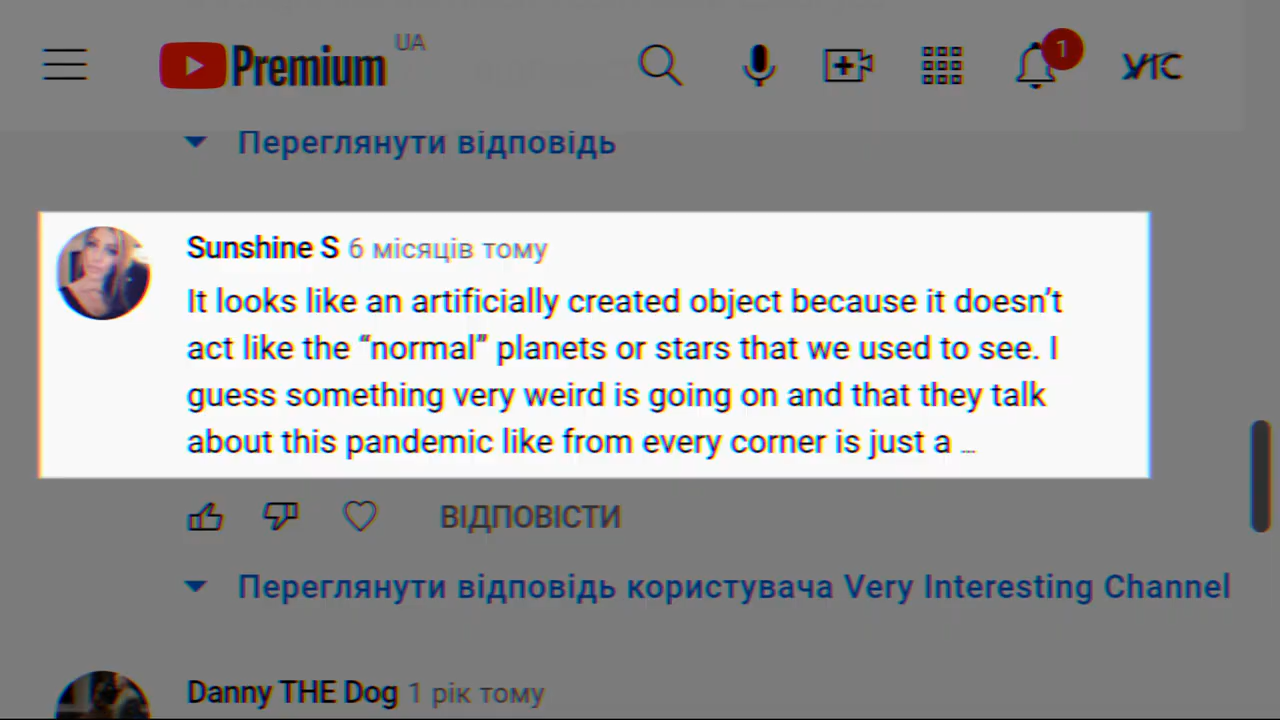 Premium UA
1
VIC
Переглянути відповідь
Sunshine S 6 місяців тому
It looks like an artificially created object because it doesn’t
act like the “normal” planets or stars that we used to see. I
guess something very weird is going on and that they talk
about this pandemic like from every corner is just a ...
ВІДПОВІСТИ
Переглянути відповідь користувача Very Interesting Channel
Danny THE Dog 1 рік тому